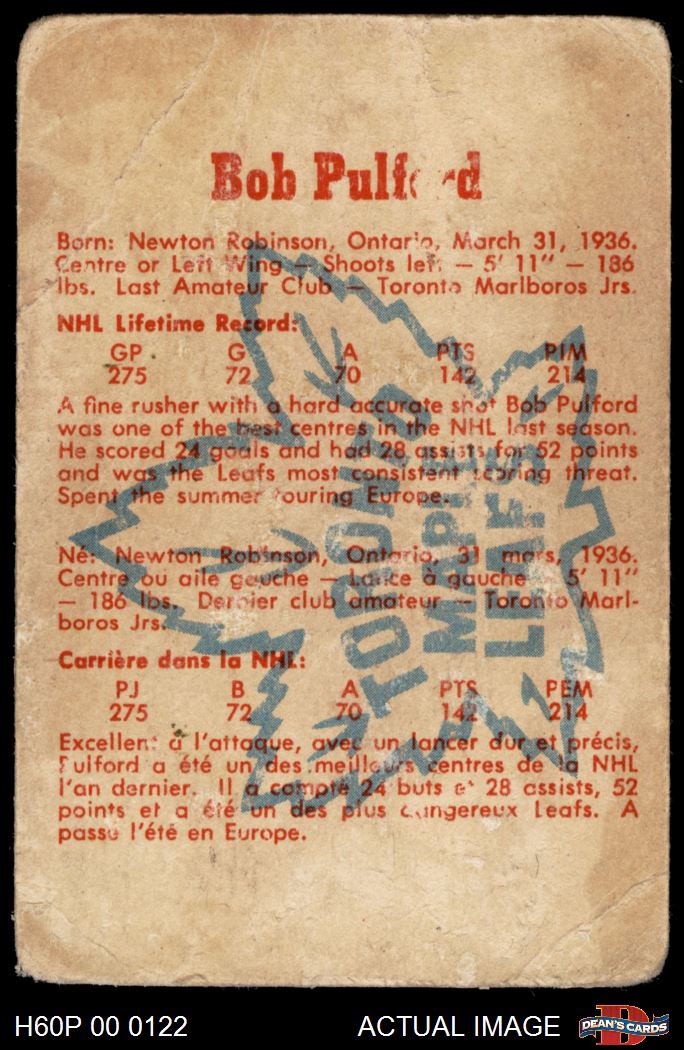 Bob Pulford
Born: Newton Robinson, Ontario, March 31, 1936.
Centre or Left Wing — Shoots left — 5' 11" — 186
lbs. Last Amateur Club — Toronto Marlboros Jrs.
NHL Lifetime Record:
GP G A PTS PIM
275 72 70 142 214
A fine rusher with a hard accurate shot Bob Pulford
was one of the best centres in the NHL last season.
He scored 24 goals and had 28 assists for 52 points
and was the Leafs most consistent scoring threat.
Spent the summer touring Europe.
TORONTO
MAPLE
LEAFS
Né: Newton Robinson, Ontario, 31 mars, 1936.
Centre ou aile gauche — Lance à gauche — 5' 11"
— 186 lbs. Dernier club amateur — Toronto Marl-
boros Jrs.
Carrière dans la NHL:
PJ B A PTS PEM
275 72 70 142 214
Excellent à l'attaque, avec un lancer dur et précis,
Pulford a été un des meilleurs centres de la NHL
l'an dernier. Il a compté 24 buts et 28 assists, 52
points et a été un des plus dangereux Leafs. A
passé l'été en Europe.
H60P 00 0122 ACTUAL IMAGE
D
DEAN'S CARDS